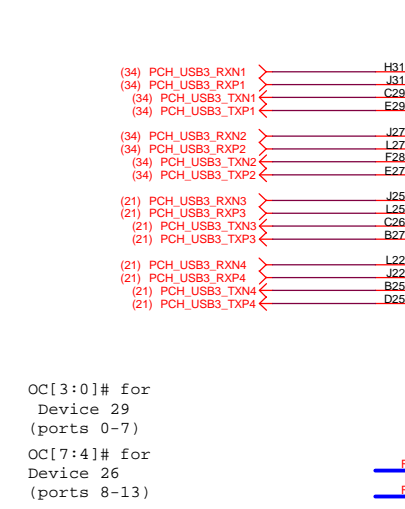 (34) PCH_USB3_RXN1 H31
(34) PCH_USB3_RXP1 J31
(34) PCH_USB3_TXN1 C29
(34) PCH_USB3_TXP1 E29
(34) PCH_USB3_RXN2 J27
(34) PCH_USB3_RXP2 L27
(34) PCH_USB3_TXN2 F28
(34) PCH_USB3_TXP2 E27
(21) PCH_USB3_RXN3 J25
(21) PCH_USB3_RXP3 L25
(21) PCH_USB3_TXN3 C26
(21) PCH_USB3_TXP3 B27
(21) PCH_USB3_RXN4 L22
(21) PCH_USB3_RXP4 J22
(21) PCH_USB3_TXN4 B25
(21) PCH_USB3_TXP4 D25
OC[3:0]# for
Device 29
(ports 0-7)
OC[7:4]# for
Device 26
(ports 8-13)